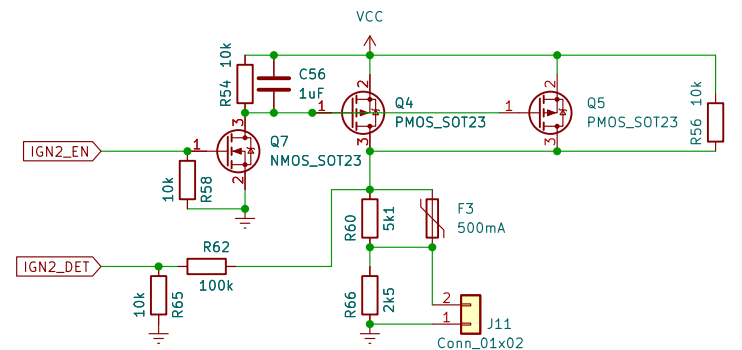 VCC
10k
R54
C56
1uF
1
2
3
Q4
PMOS_SOT23
1
2
3
Q5
PMOS_SOT23
10k
R56
IGN2_EN
1
3
2
Q7
NMOS_SOT23
10k
R58
R60
5k1
F3
500mA
IGN2_DET
R62
100k
10k
R65
R66
2k5
2
1
J11
Conn_01x02